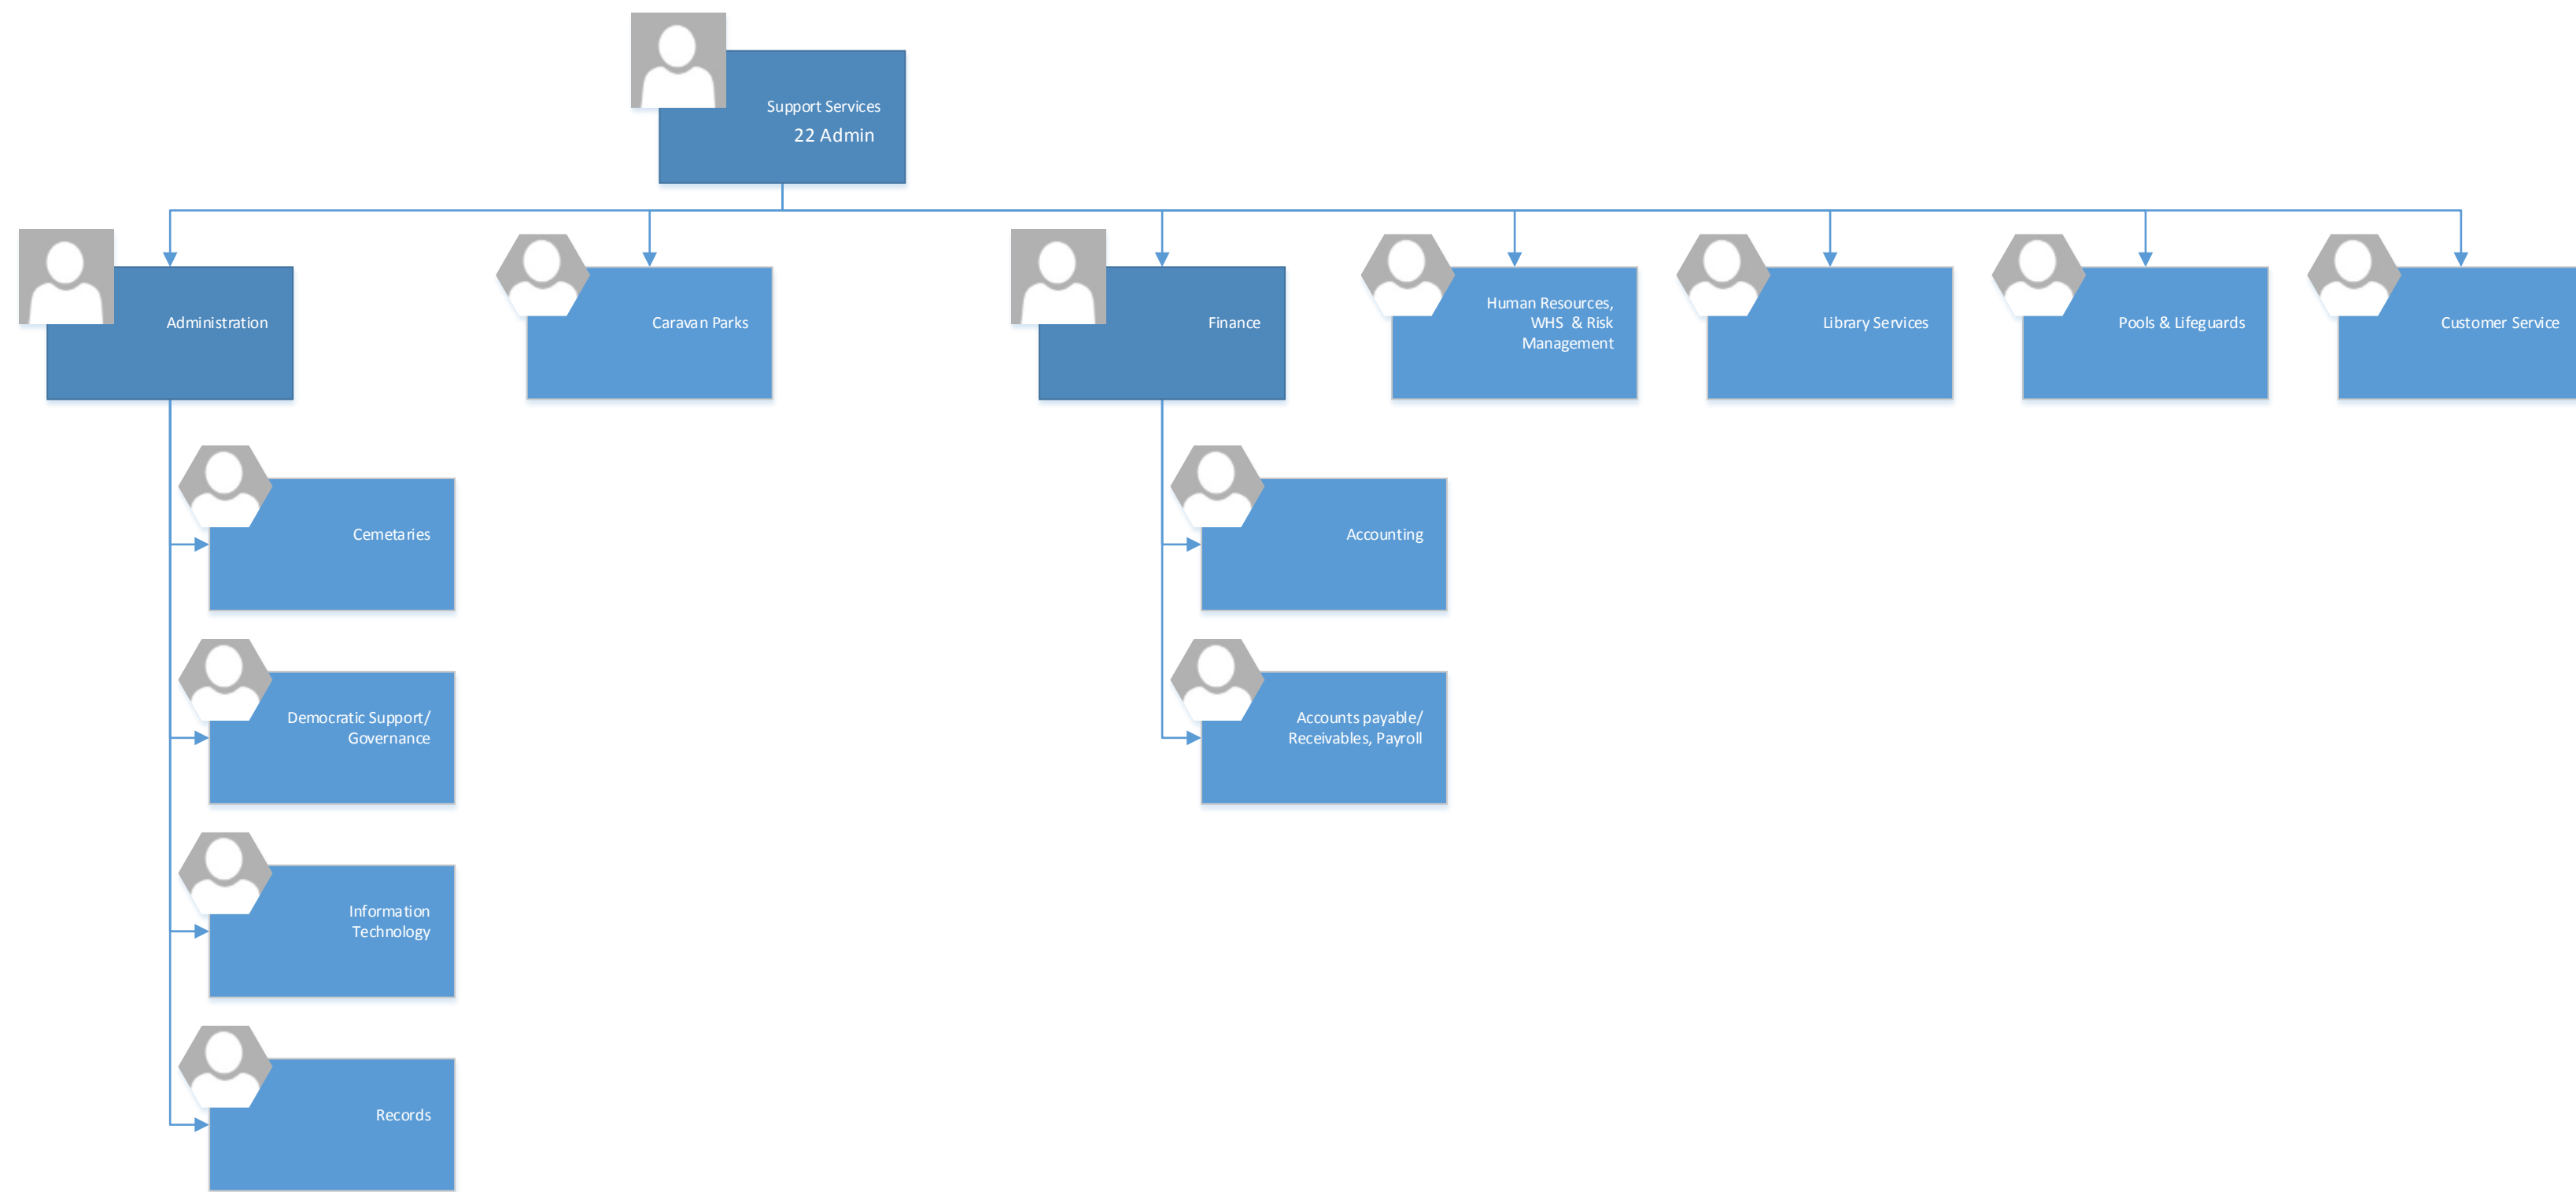 Support Services
22 Admin
Administration
Caravan Parks
Finance
Human Resources,
WHS & Risk
Management
Library Services
Pools & Lifeguards
Customer Service
Cemetaries
Accounting
Democratic Support/
Governance
Accounts payable/
Receivables, Payroll
Information
Technology
Records